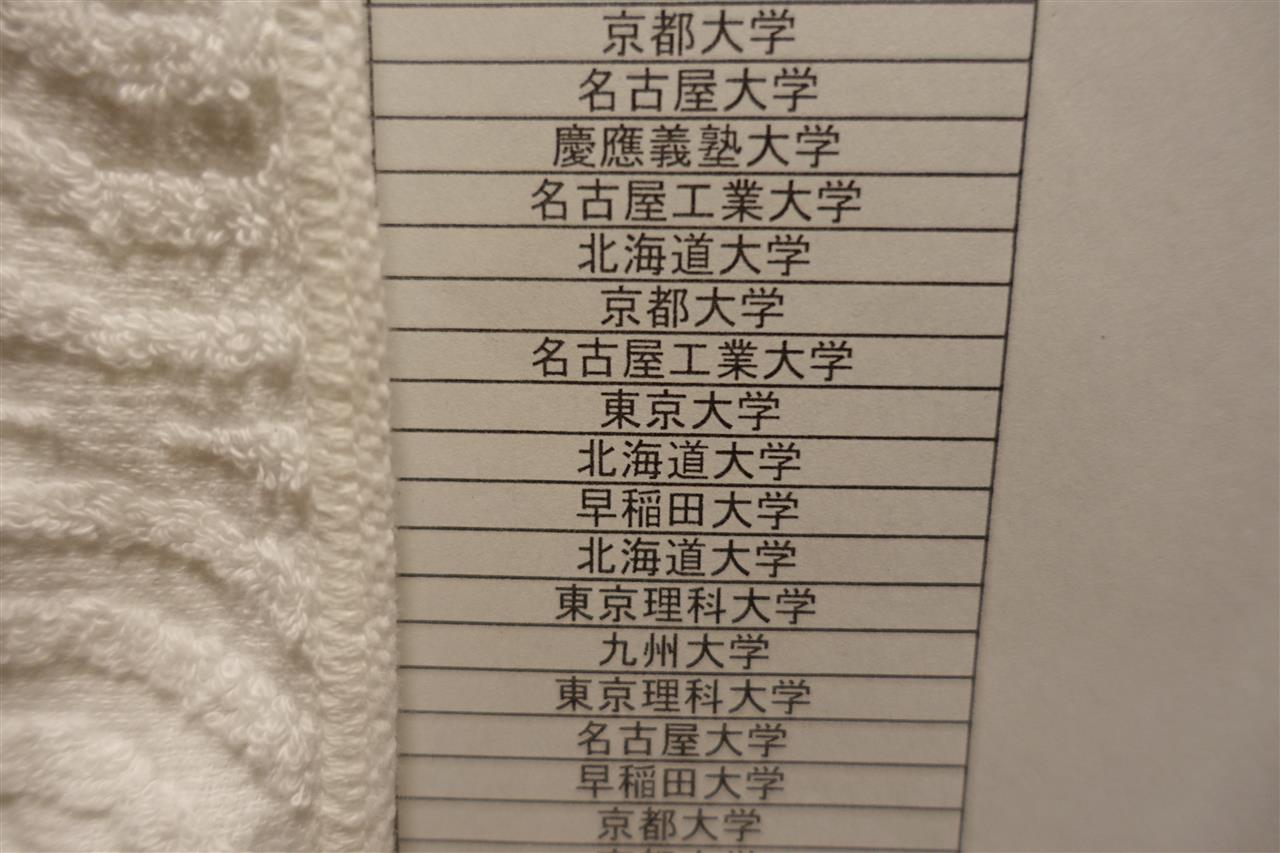 京都大学
名古屋大学
慶應義塾大学
名古屋工業大学
北海道大学
京都大学
名古屋工業大学
東京大学
北海道大学
早稲田大学
北海道大学
東京理科大学
九州大学
東京理科大学
名古屋大学
早稲田大学
京都大学